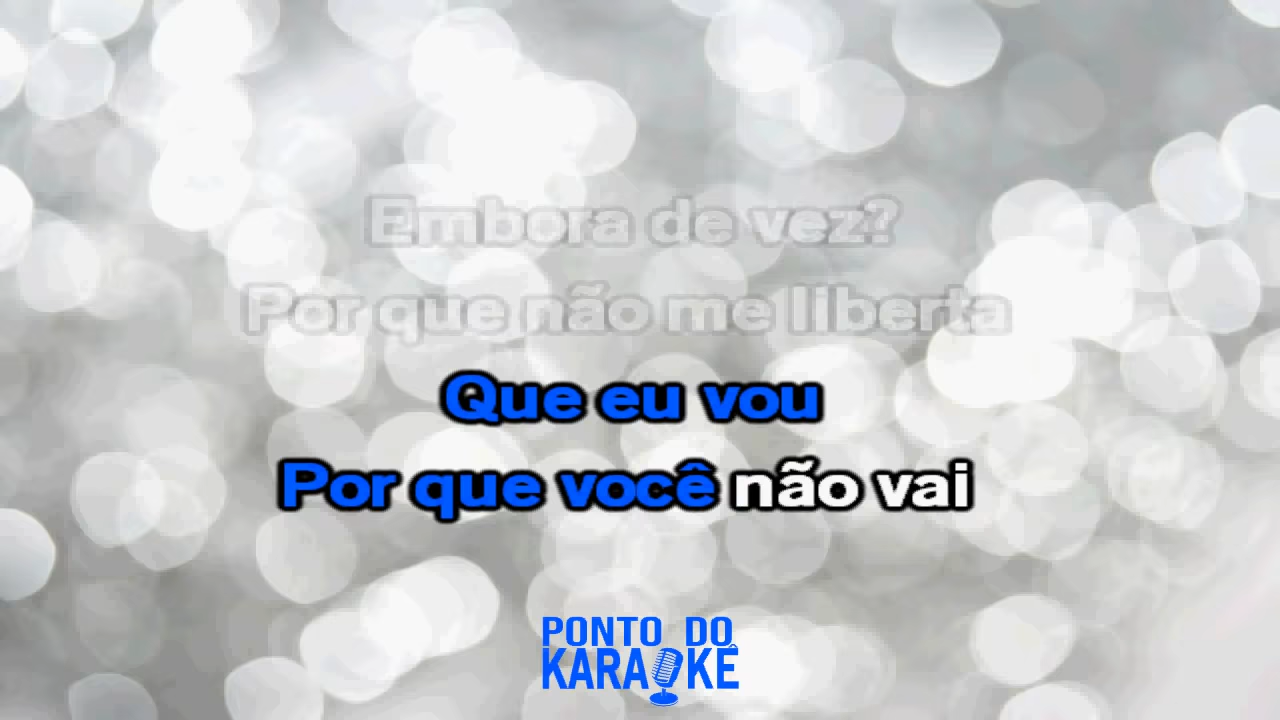 Embora de vez?
Por que não me liberta
Que eu vou
Por que você não vai
PONTO DO
KARAOKÊ